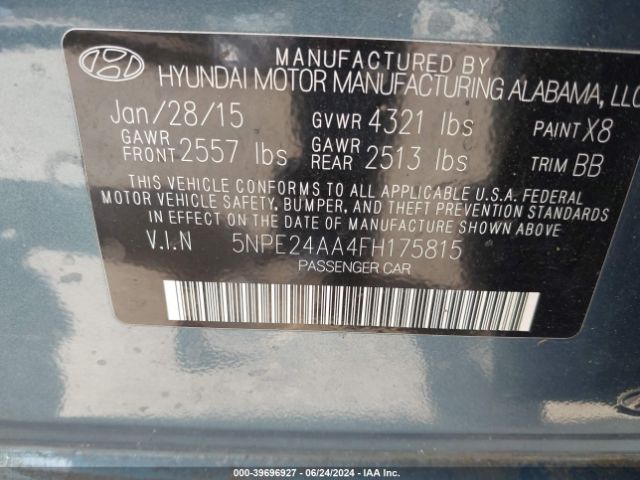 MANUFACTURED BY
HYUNDAI MOTOR MANUFACTURING ALABAMA, LLC
Jan/28/15 GVWR 4321 lbs PAINT X8
GAWR FRONT 2557 lbs GAWR REAR 2513 lbs TRIM BB
THIS VEHICLE CONFORMS TO ALL APPLICABLE U.S.A. FEDERAL
MOTOR VEHICLE SAFETY, BUMPER, AND THEFT PREVENTION STANDARDS
IN EFFECT ON THE DATE OF MANUFACTURE SHOWN ABOVE.
V.I.N 5NPE24AA4FH175815
PASSENGER CAR
000-39696927 - 06/24/2024 - IAA Inc.